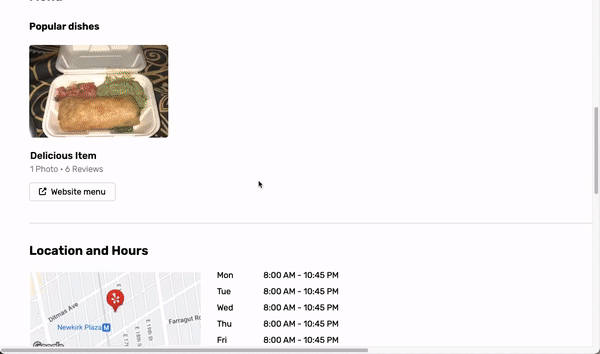 Popular dishes
Delicious Item
1 Photo • 6 Reviews
Website menu
Location and Hours
Mon 8:00 AM - 10:45 PM
Tue 8:00 AM - 10:45 PM
Wed 8:00 AM - 10:45 PM
Thu 8:00 AM - 10:45 PM
Fri 8:00 AM - 10:45 PM
Ditmas Ave
Newkirk Plaza M
Farragut Rd